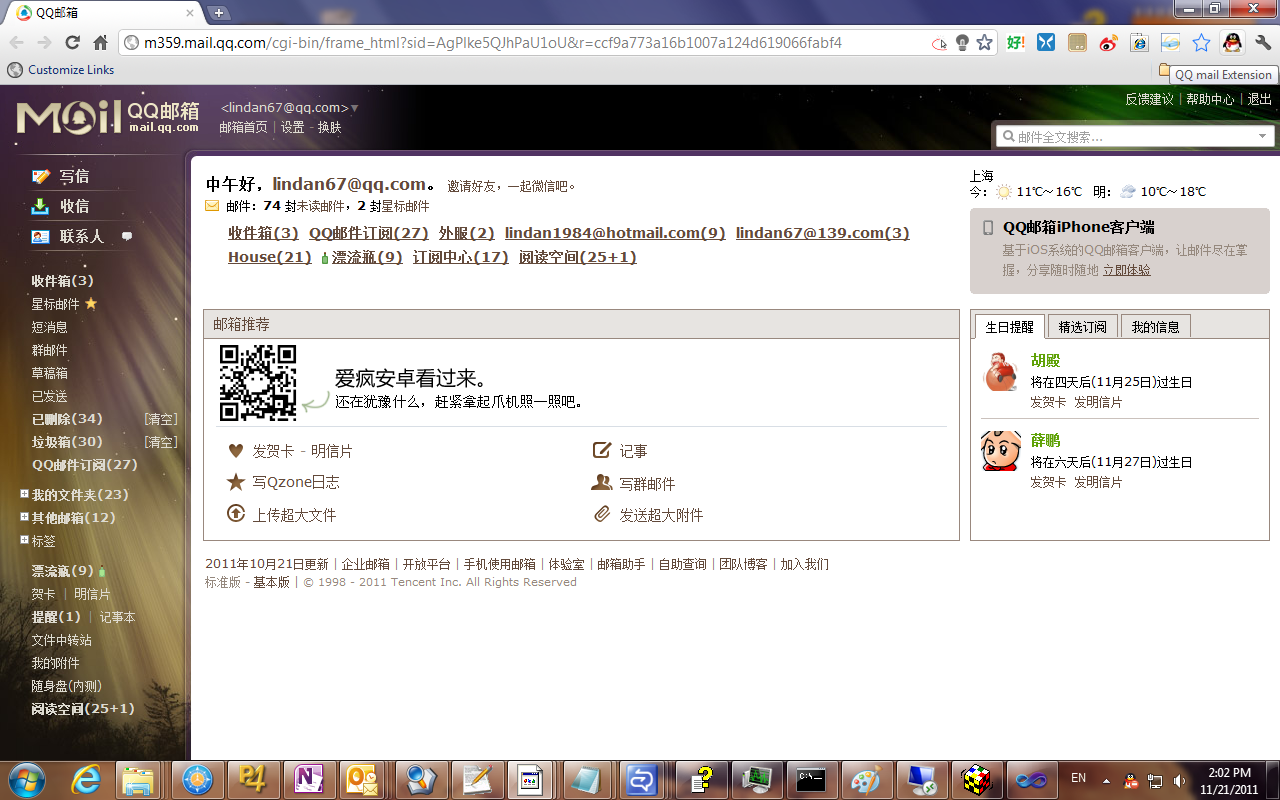 QQ邮箱
m359.mail.qq.com/cgi-bin/frame_html?sid=AgPIke5QJhPaU1oU&r=ccf9a773a16b1007a124d619066fabf4
好!
Customize Links
QQ mail Extension
MOil QQ邮箱
mail.qq.com
<lindan67@qq.com>
邮箱首页 | 设置 - 换肤
反馈建议 | 帮助中心 | 退出
邮件全文搜索...
写信
收信
联系人
收件箱(3)
星标邮件
短消息
群邮件
草稿箱
已发送
已删除(34) [清空]
垃圾箱(30) [清空]
QQ邮件订阅(27)
我的文件夹(23)
其他邮箱(12)
标签
漂流瓶(9)
贺卡 | 明信片
提醒(1) | 记事本
文件中转站
我的附件
随身盘(内测)
阅读空间(25+1)
中午好，lindan67@qq.com。 邀请好友，一起微信吧。
邮件：74 封未读邮件，2 封星标邮件
收件箱(3) QQ邮件订阅(27) 外服(2) lindan1984@hotmail.com(9) lindan67@139.com(3)
House(21) 漂流瓶(9) 订阅中心(17) 阅读空间(25+1)
上海
今： 11℃～16℃ 明： 10℃～18℃
QQ邮箱iPhone客户端
基于iOS系统的QQ邮箱客户端，让邮件尽在掌
握，分享随时随地 立即体验
邮箱推荐
爱疯安卓看过来。
还在犹豫什么，赶紧拿起爪机照一照吧。
发贺卡 - 明信片 记事
写Qzone日志 写群邮件
上传超大文件 发送超大附件
生日提醒 精选订阅 我的信息
胡殿
将在四天后(11月25日)过生日
发贺卡 发明信片
薛鹏
将在六天后(11月27日)过生日
发贺卡 发明信片
2011年10月21日更新 | 企业邮箱 | 开放平台 | 手机使用邮箱 | 体验室 | 邮箱助手 | 自助查询 | 团队博客 | 加入我们
标准版 - 基本版 | © 1998 - 2011 Tencent Inc. All Rights Reserved
P4
N
O
C:\_
EN
2:02 PM
11/21/2011